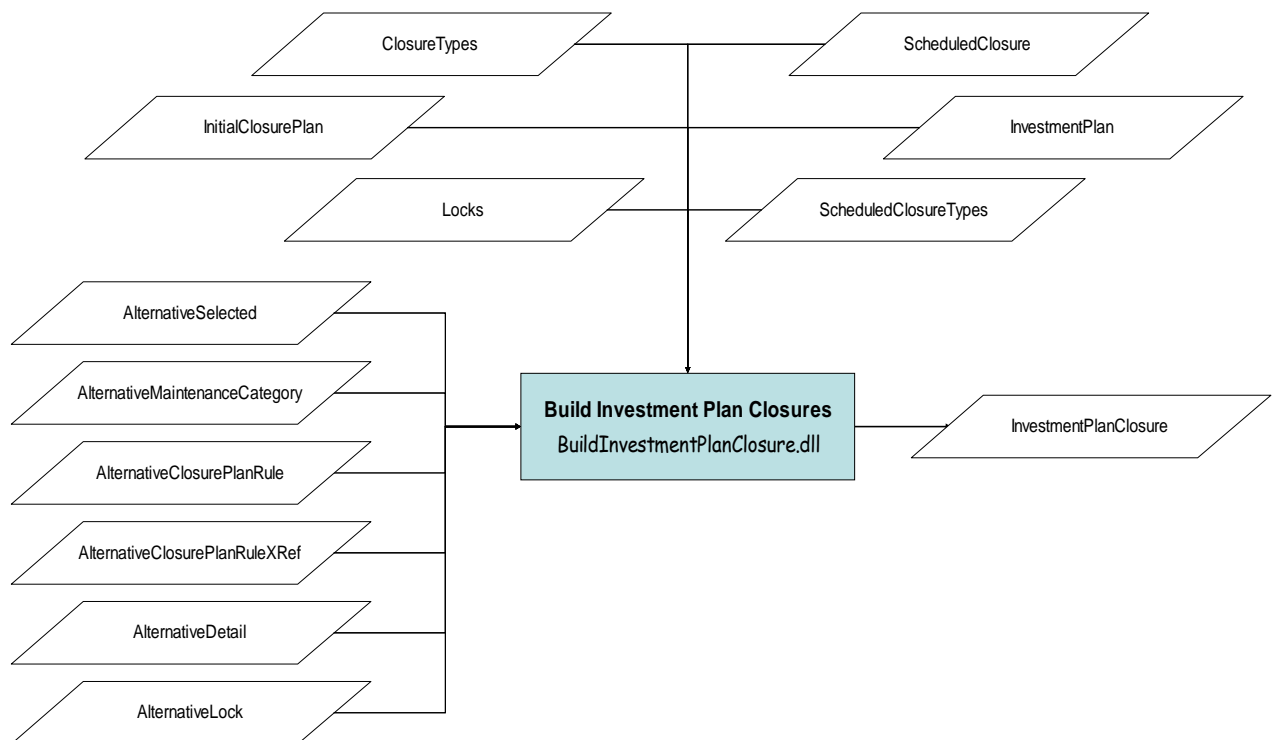 ClosureTypes
ScheduledClosure
InitialClosurePlan
InvestmentPlan
Locks
ScheduledClosureTypes
AlternativeSelected
AlternativeMaintenanceCategory
AlternativeClosurePlanRule
AlternativeClosurePlanRuleXRef
AlternativeDetail
AlternativeLock
Build Investment Plan Closures
BuildInvestmentPlanClosure.dll
InvestmentPlanClosure